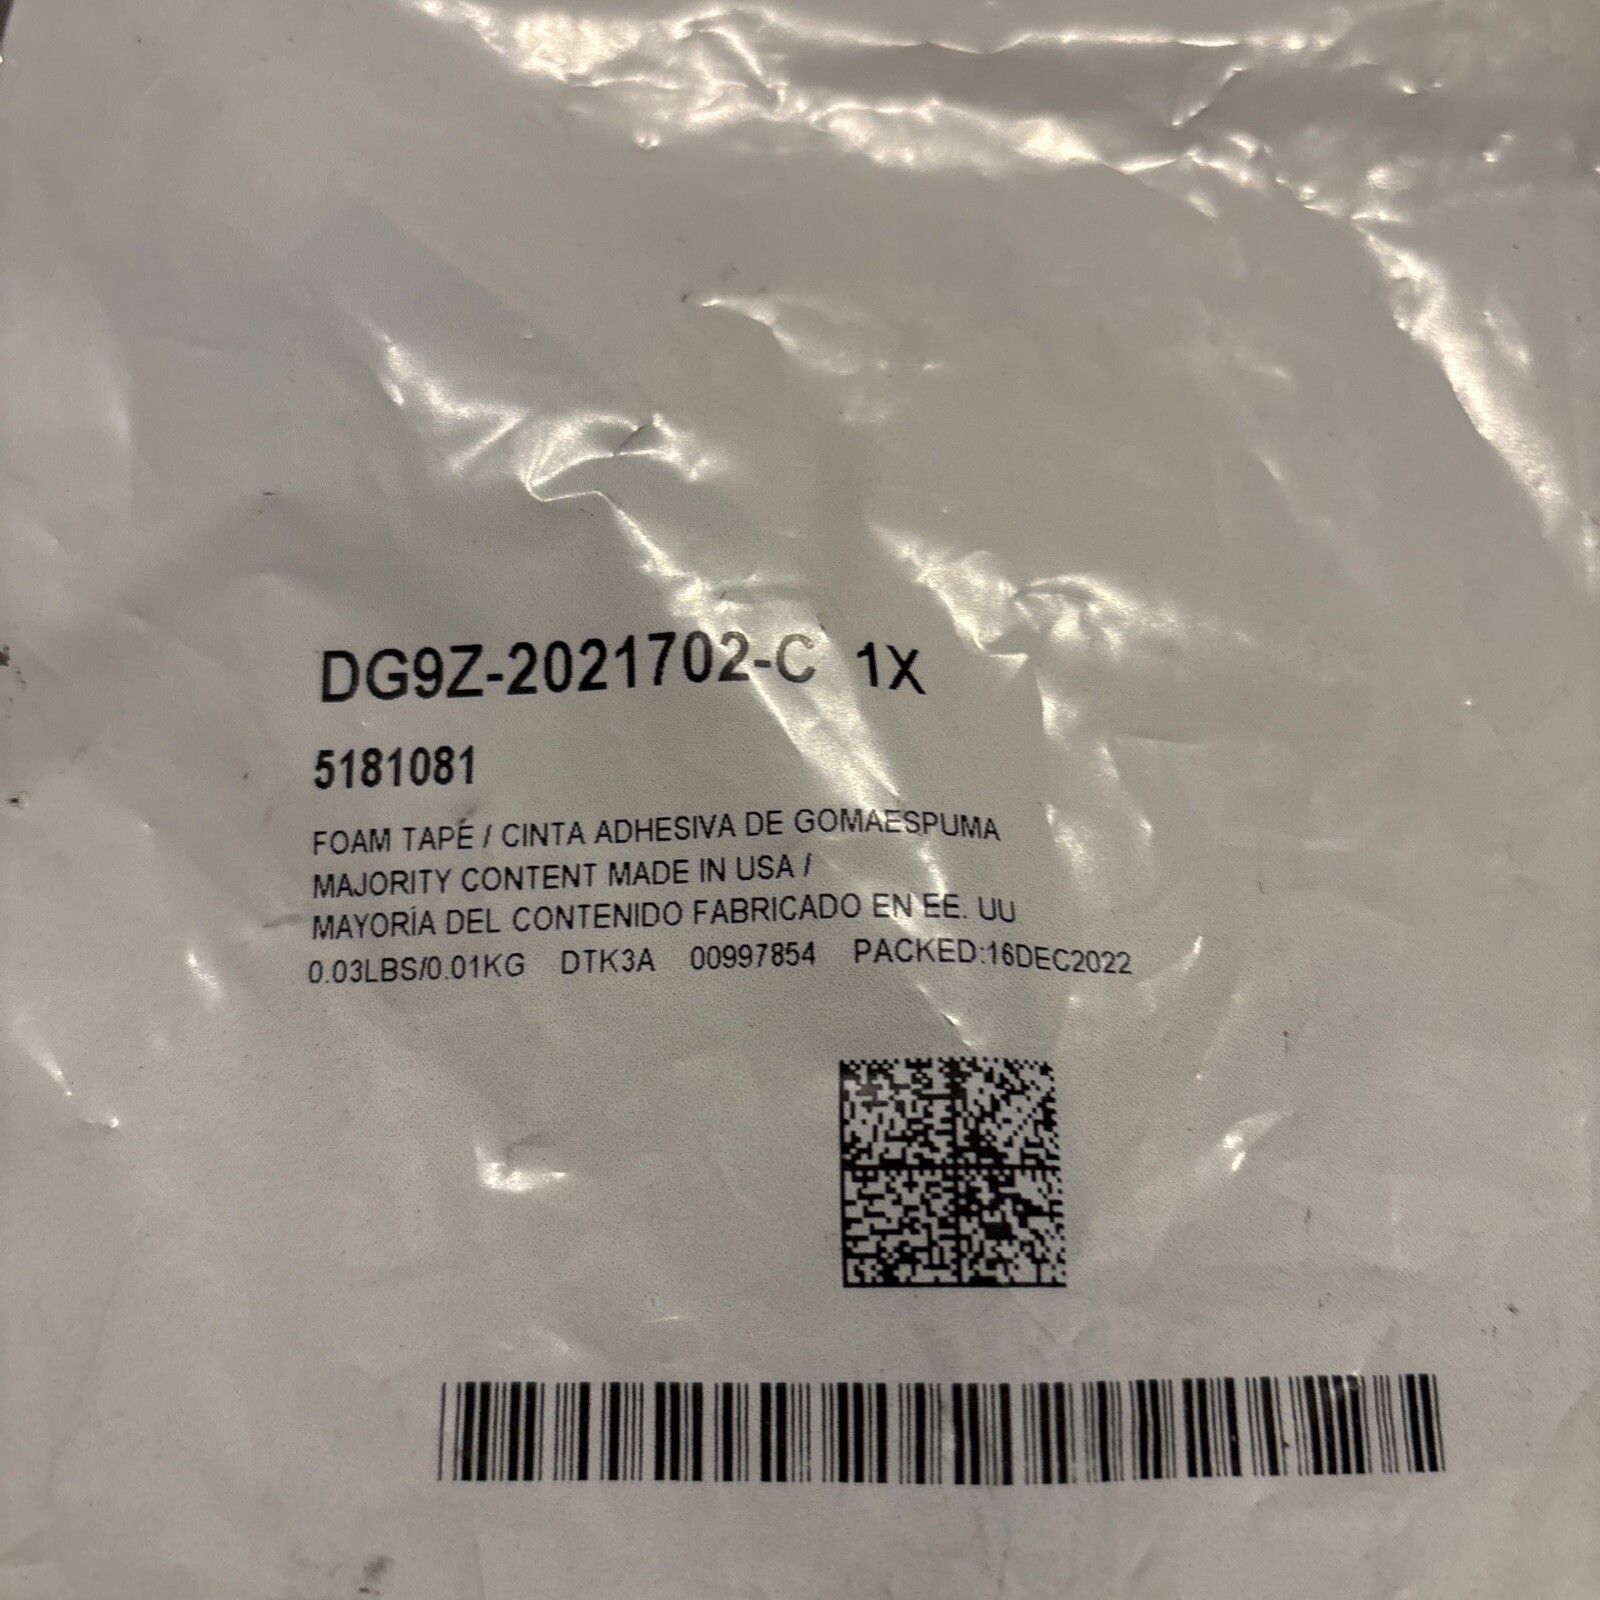 DG9Z-2021702-C 1X
5181081
FOAM TAPE / CINTA ADHESIVA DE GOMAESPUMA
MAJORITY CONTENT MADE IN USA /
MAYORÍA DEL CONTENIDO FABRICADO EN EE. UU
0.03LBS/0.01KG DTK3A 00997854 PACKED:16DEC2022